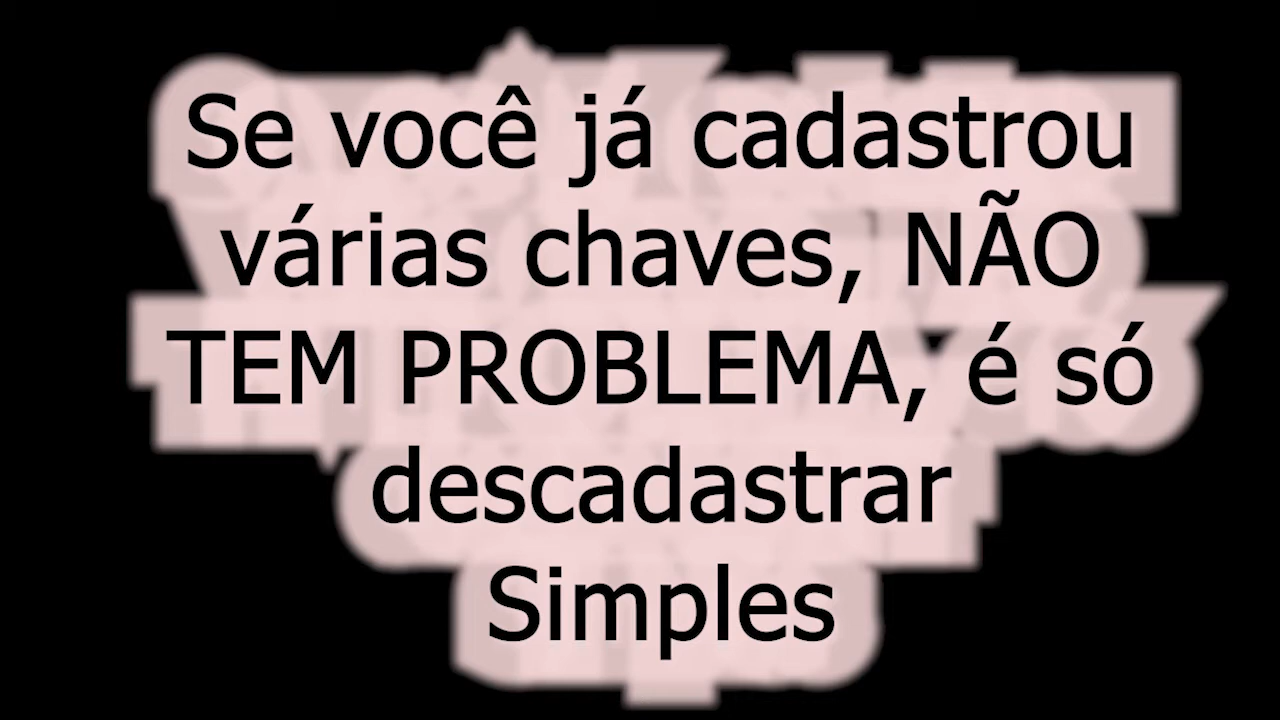 Se você já cadastrou
várias chaves, NÃO
TEM PROBLEMA, é só
descadastrar
Simples